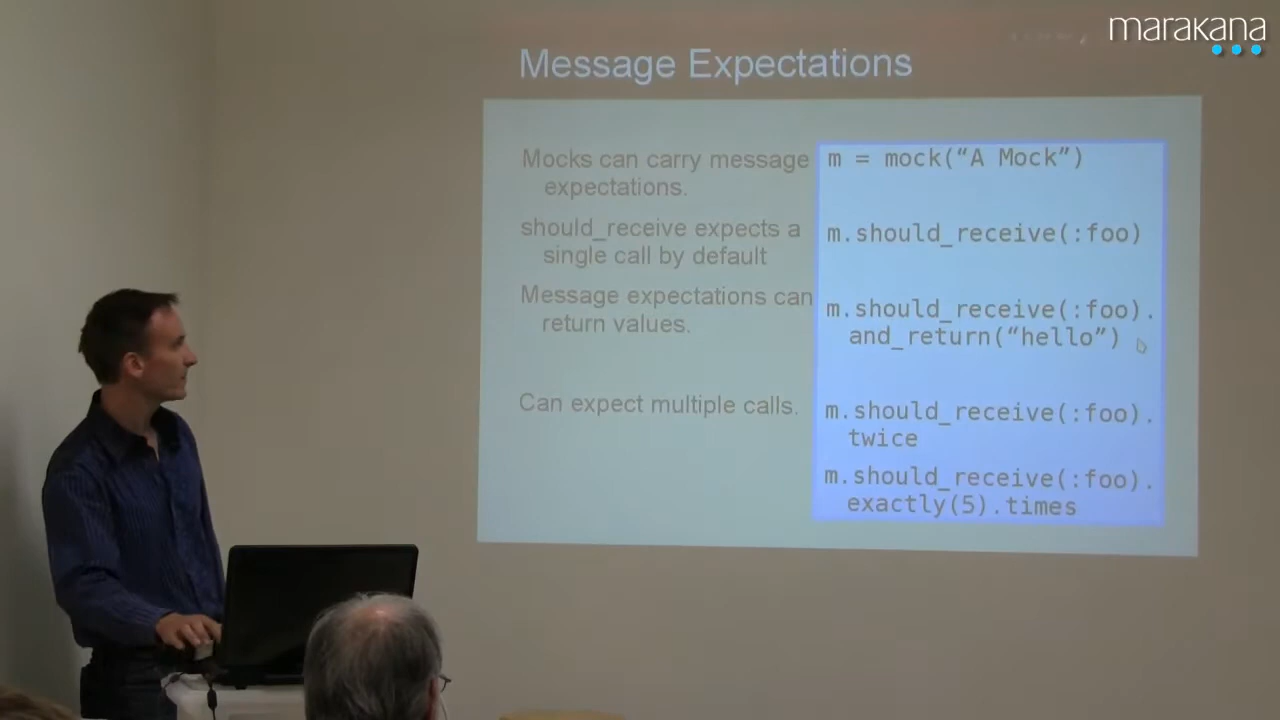 marakana
Message Expectations
Mocks can carry message
expectations.
should_receive expects a
single call by default
Message expectations can
return values.
Can expect multiple calls.
m = mock(“A Mock”)
m.should_receive(:foo)
m.should_receive(:foo).
and_return(“hello”)
m.should_receive(:foo).
twice
m.should_receive(:foo).
exactly(5).times